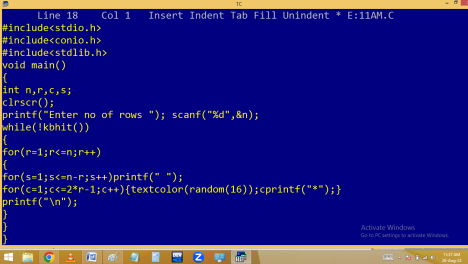 TC
Line 18 Col 1 Insert Indent Tab Fill Unindent * E:11AM.C
#include<stdio.h>
#include<conio.h>
#include<stdlib.h>
void main()
{
int n,r,c,s;
clrscr();
printf("Enter no of rows "); scanf("%d",&n);
while(!kbhit())
{
for(r=1;r<=n;r++)
{
for(s=1;s<=n-r;s++)printf(" ");
for(c=1;c<=2*r-1;c++){textcolor(random(16));cprintf("*");}
printf("\n");
}
}
}
Activate Windows
Go to PC settings to activate Windows.